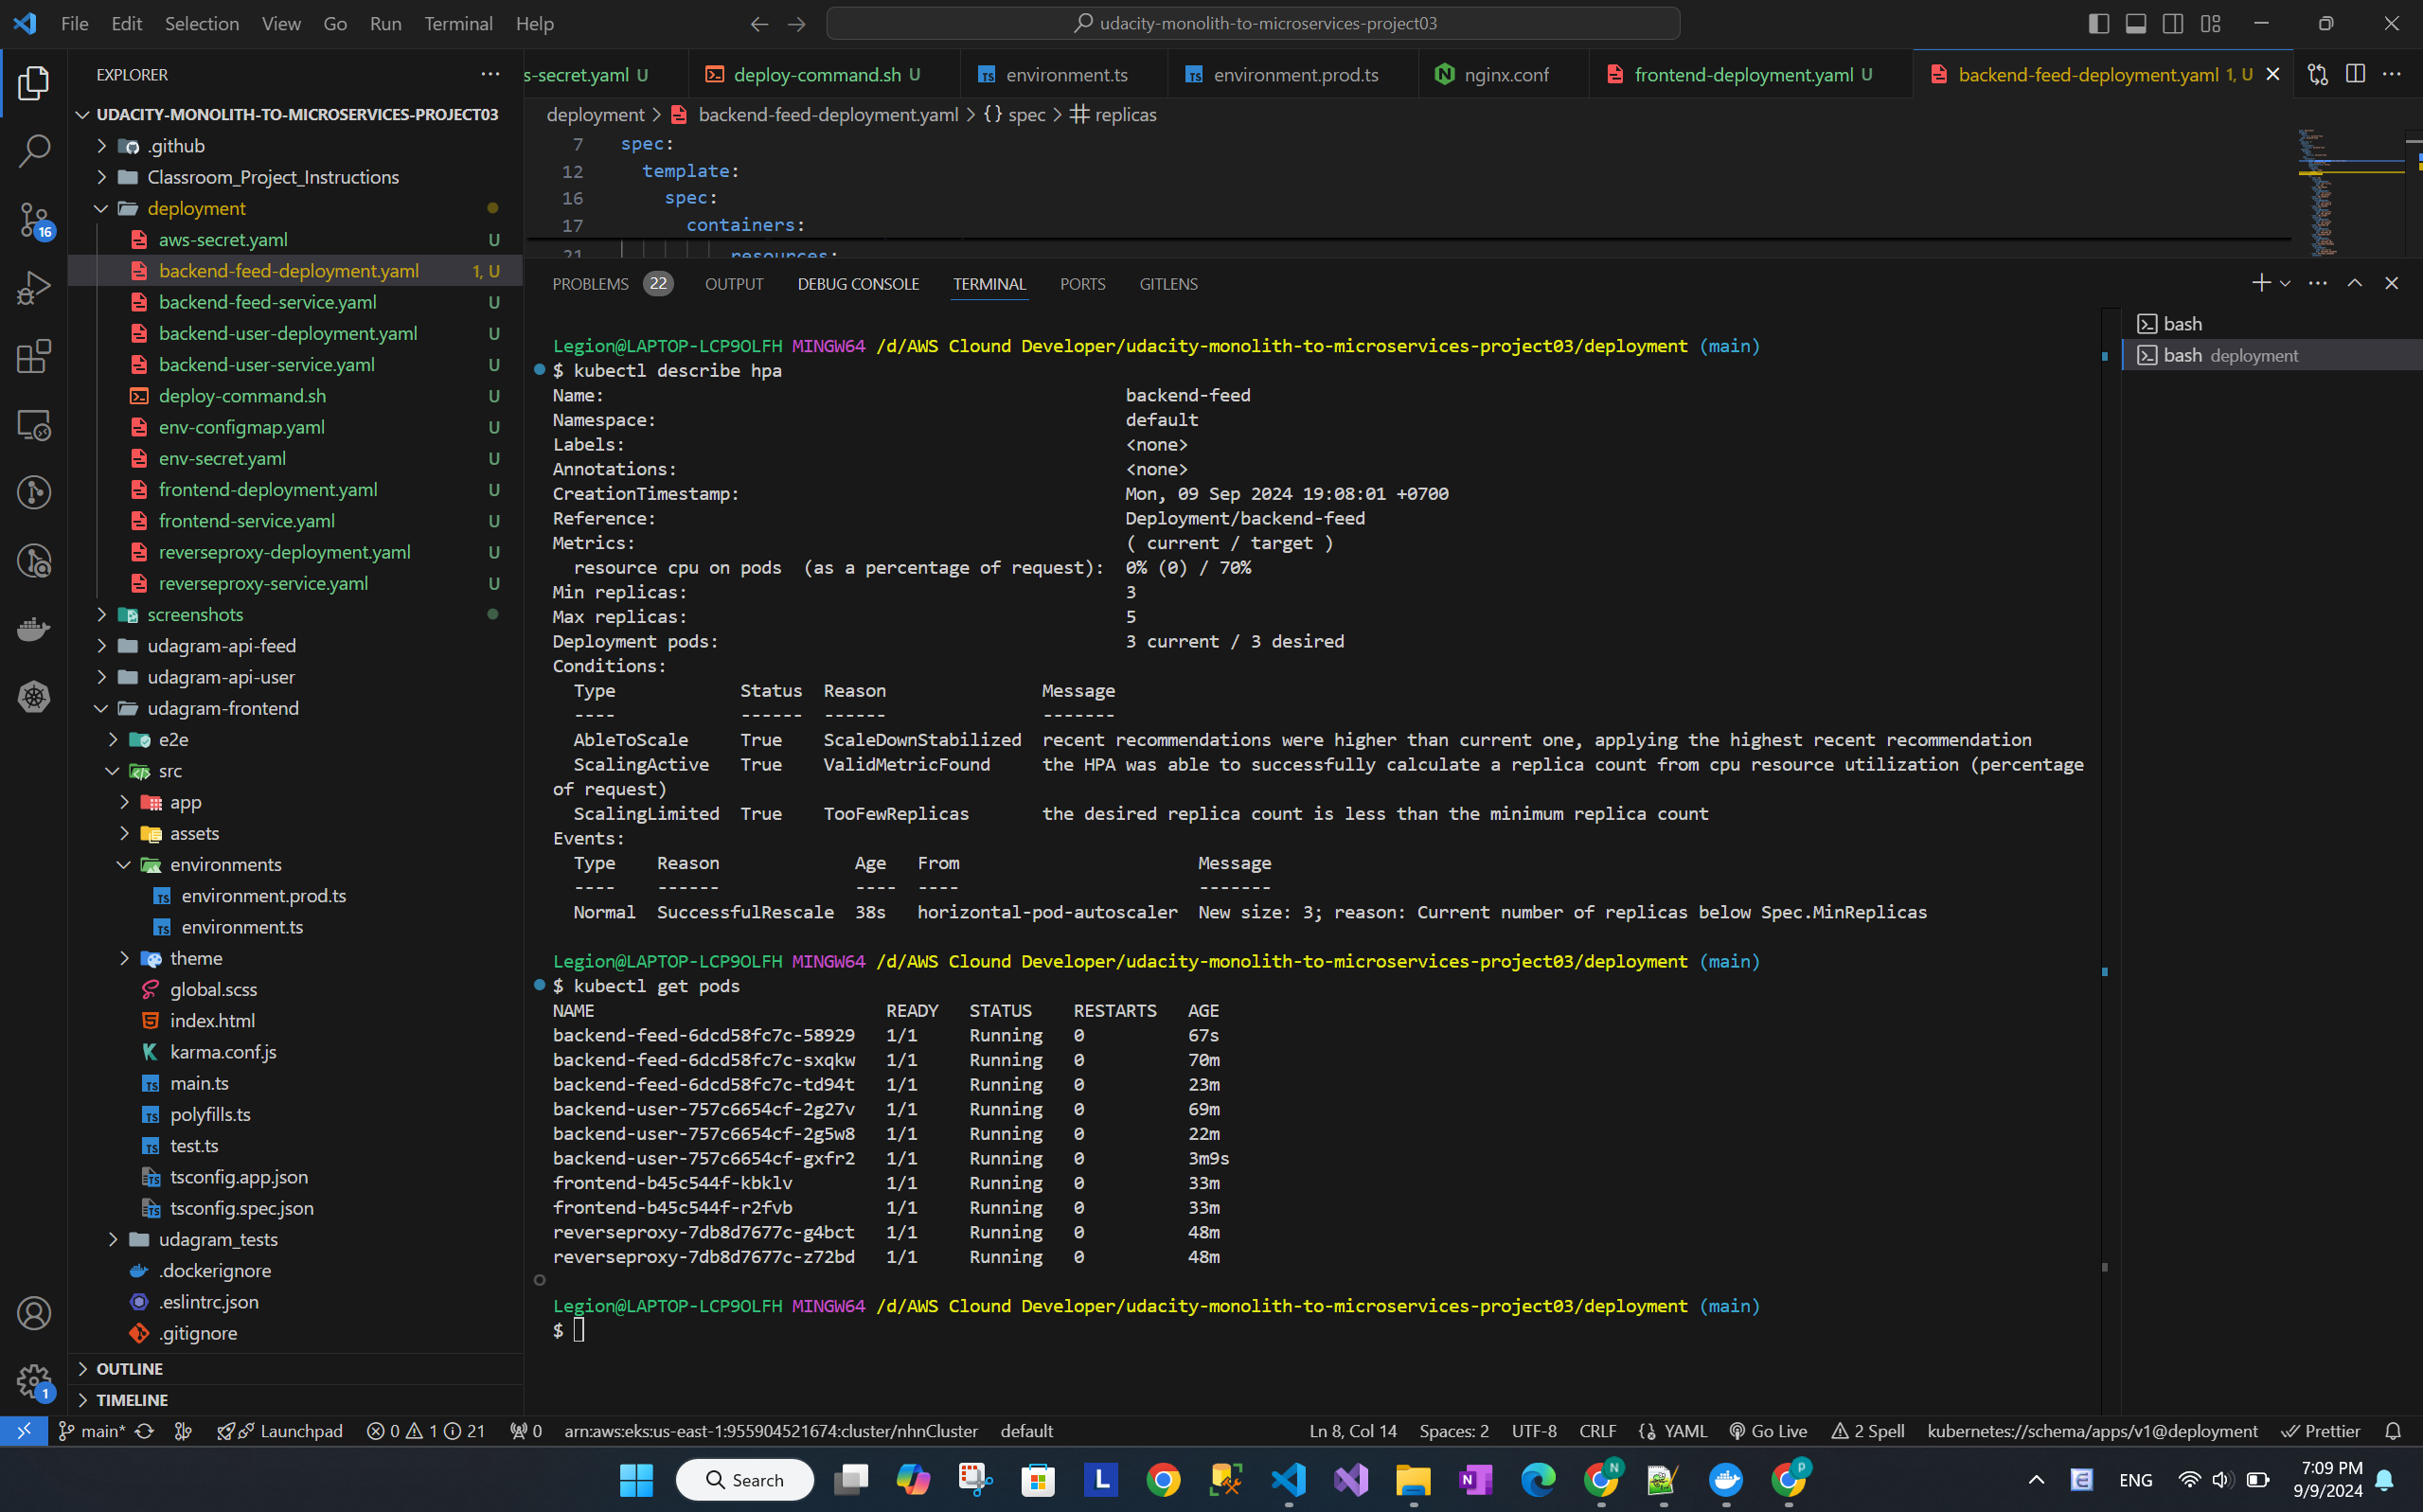 File Edit Selection View Go Run Terminal Help
udacity-monolith-to-microservices-project03
EXPLORER
UDACITY-MONOLITH-TO-MICROSERVICES-PROJECT03
.github
Classroom_Project_Instructions
deployment
aws-secret.yaml U
backend-feed-deployment.yaml 1, U
backend-feed-service.yaml U
backend-user-deployment.yaml U
backend-user-service.yaml U
deploy-command.sh U
env-configmap.yaml U
env-secret.yaml U
frontend-deployment.yaml U
frontend-service.yaml U
reverseproxy-deployment.yaml U
reverseproxy-service.yaml U
screenshots
udagram-api-feed
udagram-api-user
udagram-frontend
e2e
src
app
assets
environments
environment.prod.ts
environment.ts
theme
global.scss
index.html
karma.conf.js
main.ts
polyfills.ts
test.ts
tsconfig.app.json
tsconfig.spec.json
udagram_tests
.dockerignore
.eslintrc.json
.gitignore
OUTLINE
TIMELINE
16
1
s-secret.yaml U deploy-command.sh U environment.ts environment.prod.ts nginx.conf frontend-deployment.yaml U backend-feed-deployment.yaml 1, U
deployment > backend-feed-deployment.yaml > {} spec > replicas
7 spec:
12 template:
16 spec:
17 containers:
21 resources:
PROBLEMS 22 OUTPUT DEBUG CONSOLE TERMINAL PORTS GITLENS
bash
bash deployment
Legion@LAPTOP-LCP9OLFH MINGW64 /d/AWS Clound Developer/udacity-monolith-to-microservices-project03/deployment (main)
$ kubectl describe hpa
Name: backend-feed
Namespace: default
Labels: <none>
Annotations: <none>
CreationTimestamp: Mon, 09 Sep 2024 19:08:01 +0700
Reference: Deployment/backend-feed
Metrics: ( current / target )
resource cpu on pods (as a percentage of request): 0% (0) / 70%
Min replicas: 3
Max replicas: 5
Deployment pods: 3 current / 3 desired
Conditions:
Type Status Reason Message
---- ------ ------ -------
AbleToScale True ScaleDownStabilized recent recommendations were higher than current one, applying the highest recent recommendation
ScalingActive True ValidMetricFound the HPA was able to successfully calculate a replica count from cpu resource utilization (percentage
of request)
ScalingLimited True TooFewReplicas the desired replica count is less than the minimum replica count
Events:
Type Reason Age From Message
---- ------ ---- ---- -------
Normal SuccessfulRescale 38s horizontal-pod-autoscaler New size: 3; reason: Current number of replicas below Spec.MinReplicas
Legion@LAPTOP-LCP9OLFH MINGW64 /d/AWS Clound Developer/udacity-monolith-to-microservices-project03/deployment (main)
$ kubectl get pods
NAME READY STATUS RESTARTS AGE
backend-feed-6dcd58fc7c-58929 1/1 Running 0 67s
backend-feed-6dcd58fc7c-sxqkw 1/1 Running 0 70m
backend-feed-6dcd58fc7c-td94t 1/1 Running 0 23m
backend-user-757c6654cf-2g27v 1/1 Running 0 69m
backend-user-757c6654cf-2g5w8 1/1 Running 0 22m
backend-user-757c6654cf-gxfr2 1/1 Running 0 3m9s
frontend-b45c544f-kbklv 1/1 Running 0 33m
frontend-b45c544f-r2fvb 1/1 Running 0 33m
reverseproxy-7db8d7677c-g4bct 1/1 Running 0 48m
reverseproxy-7db8d7677c-z72bd 1/1 Running 0 48m
Legion@LAPTOP-LCP9OLFH MINGW64 /d/AWS Clound Developer/udacity-monolith-to-microservices-project03/deployment (main)
$
main* Launchpad 0 1 21 0 arn:aws:eks:us-east-1:955904521674:cluster/nhnCluster default Ln 8, Col 14 Spaces: 2 UTF-8 CRLF YAML Go Live 2 Spell kubernetes://schema/apps/v1@deployment Prettier
Search ENG 7:09 PM
9/9/2024